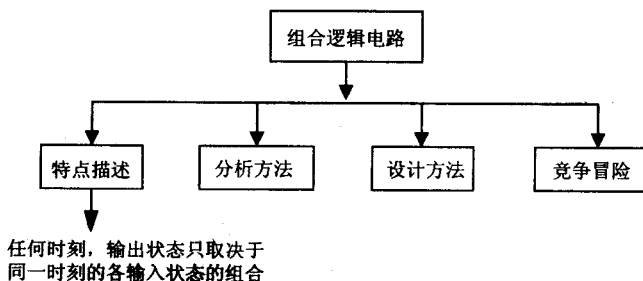 组合逻辑电路
特点描述
分析方法
设计方法
竞争冒险
任何时刻，输出状态只取决于
同一时刻的各输入状态的组合